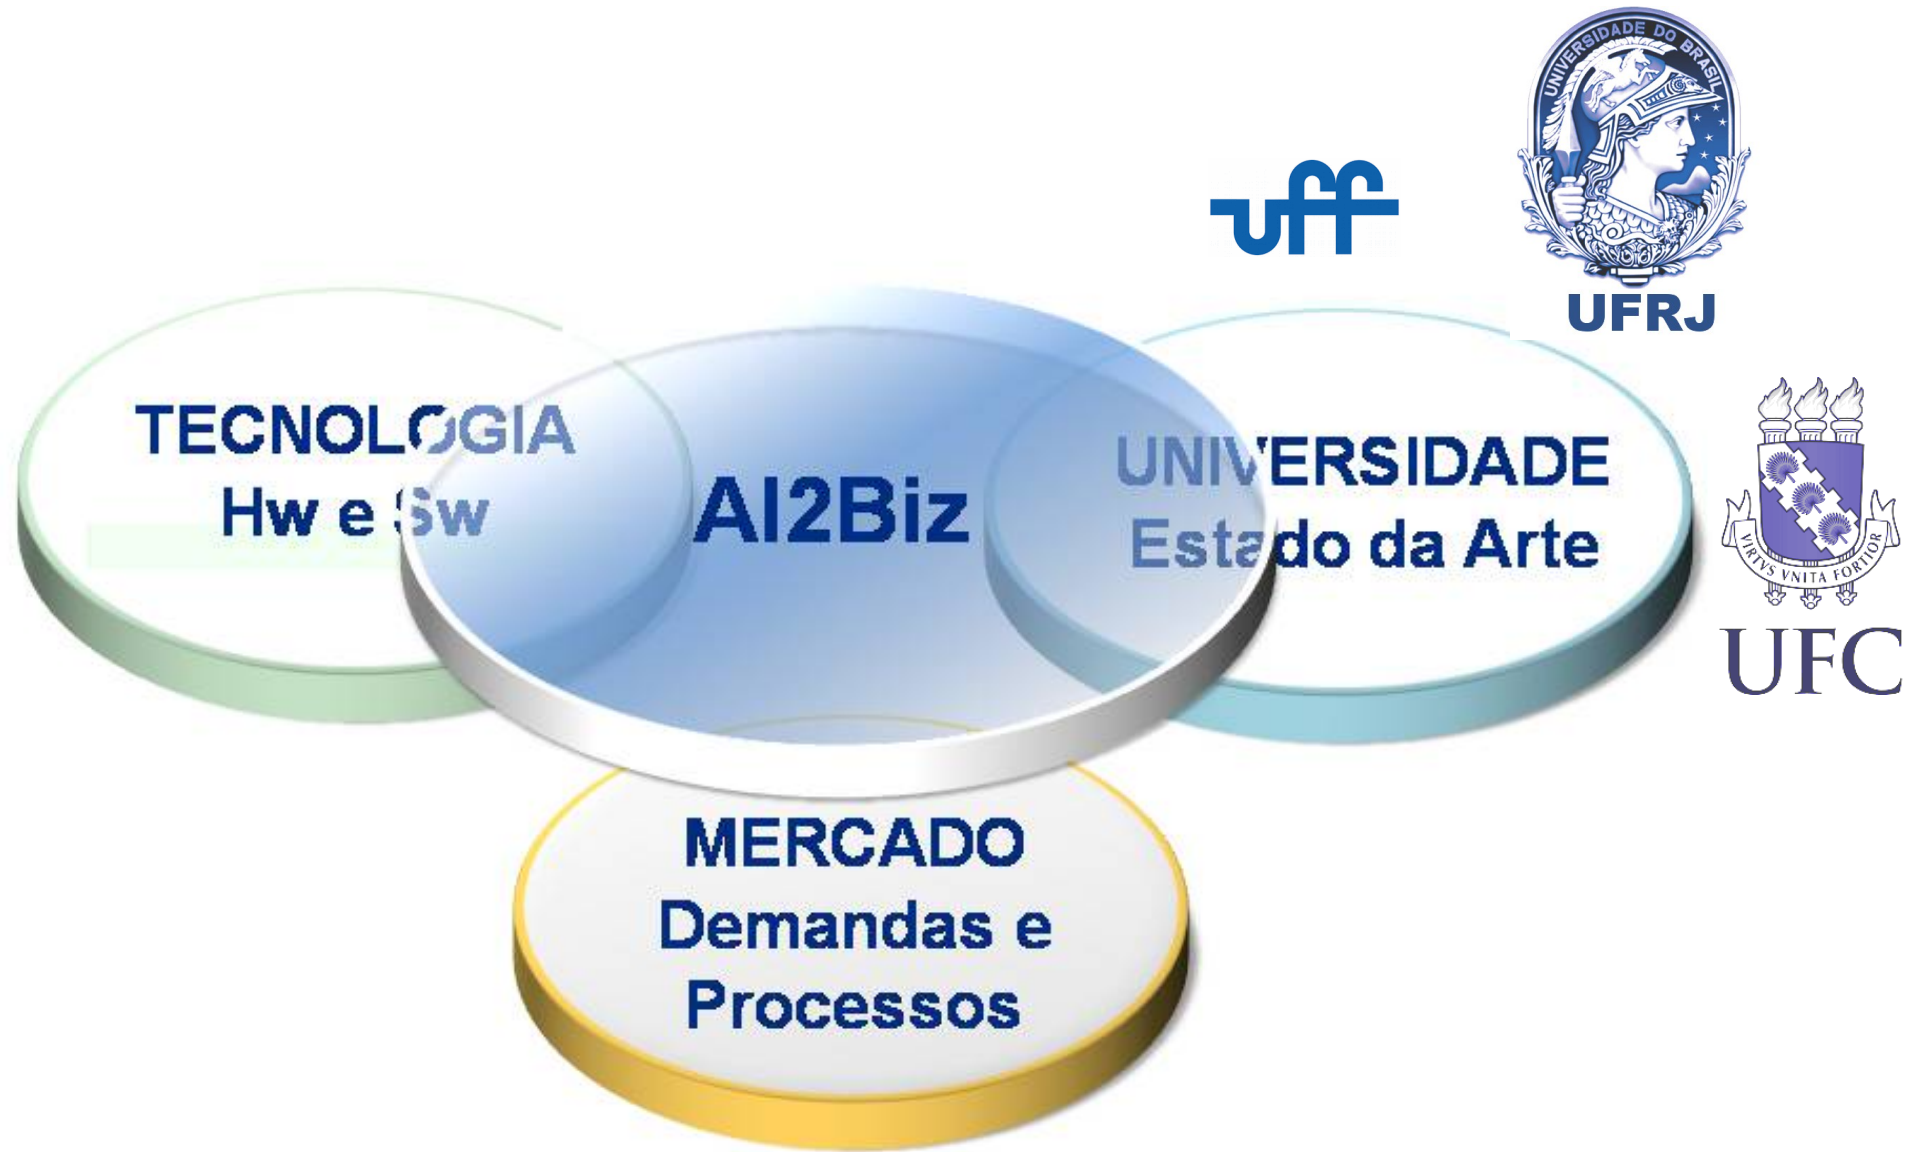 UNIVERSIDADE DO BRASIL
uff
UFRJ
TECNOLOGIA
Hw e Sw
AI2Biz
UNIVERSIDADE
Estado da Arte
VIRTVS VNITA FORTIOR
UFC
MERCADO
Demandas e
Processos